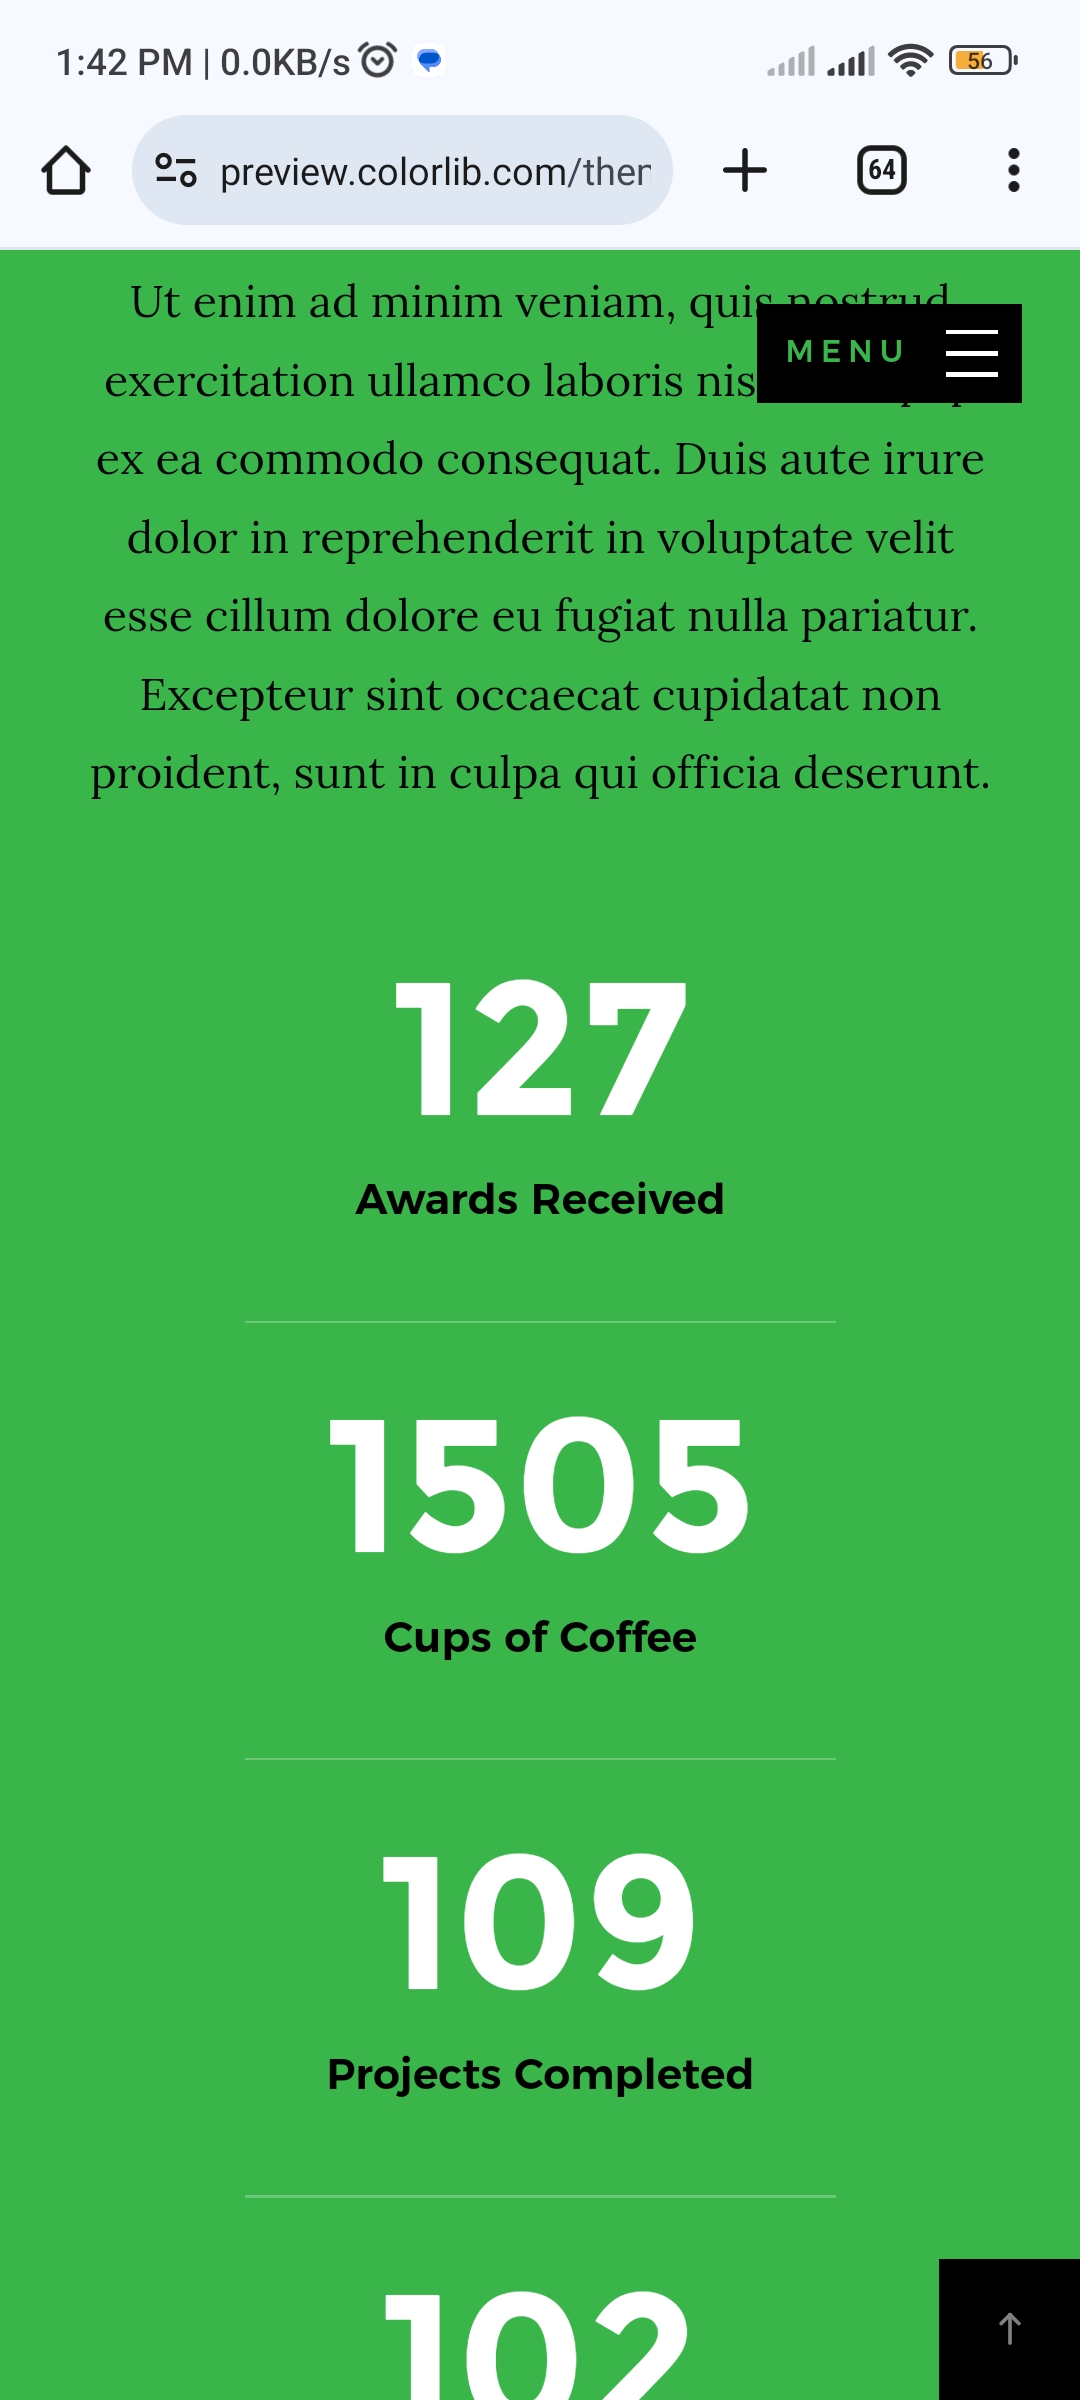 1:42 PM | 0.0KB/s 56
preview.colorlib.com/
64
Ut enim ad minim veniam, quis nostrud
MENU
exercitation ullamco laboris
ex ea commodo consequat. Duis aute irure
dolor in reprehenderit in voluptate velit
esse cillum dolore eu fugiat nulla pariatur.
Excepteur sint occaecat cupidatat non
proident, sunt in culpa qui officia deserunt.
127
Awards Received
1505
Cups of Coffee
109
Projects Completed
102